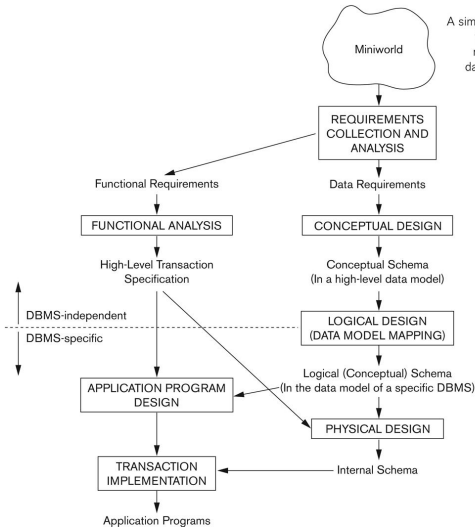 A sim
r
da
Miniworld
REQUIREMENTS
COLLECTION AND
ANALYSIS
Functional Requirements
Data Requirements
FUNCTIONAL ANALYSIS
CONCEPTUAL DESIGN
High-Level Transaction
Specification
Conceptual Schema
(In a high-level data model)
DBMS-independent
DBMS-specific
LOGICAL DESIGN
(DATA MODEL MAPPING)
Logical (Conceptual) Schema
(In the data model of a specific DBMS)
APPLICATION PROGRAM
DESIGN
PHYSICAL DESIGN
TRANSACTION
IMPLEMENTATION
Internal Schema
Application Programs